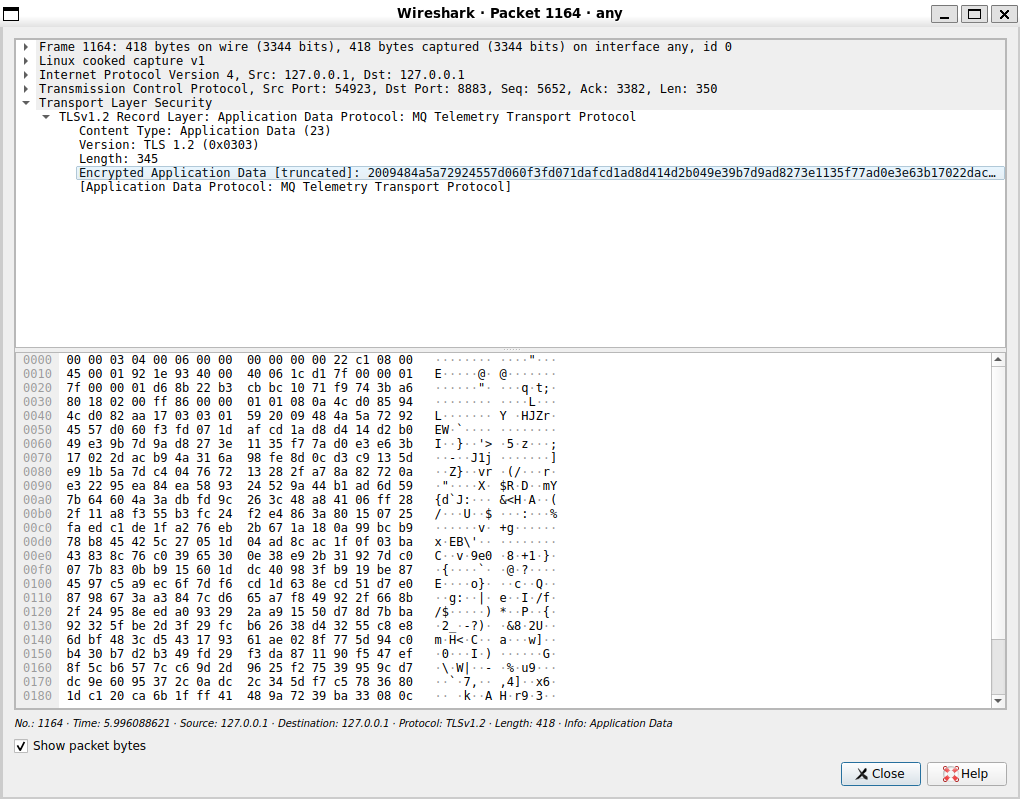 Wireshark · Packet 1164 · any
Frame 1164: 418 bytes on wire (3344 bits), 418 bytes captured (3344 bits) on interface any, id 0
Linux cooked capture v1
Internet Protocol Version 4, Src: 127.0.0.1, Dst: 127.0.0.1
Transmission Control Protocol, Src Port: 54923, Dst Port: 8883, Seq: 5652, Ack: 3382, Len: 350
Transport Layer Security
TLSv1.2 Record Layer: Application Data Protocol: MQ Telemetry Transport Protocol
Content Type: Application Data (23)
Version: TLS 1.2 (0x0303)
Length: 345
Encrypted Application Data [truncated]: 2009484a5a72924557d060f3fd071dafcd1ad8d414d2b049e39b7d9ad8273e1135f77ad0e3e63b17022dac…
[Application Data Protocol: MQ Telemetry Transport Protocol]
0000 00 00 03 04 00 06 00 00 00 00 00 00 22 c1 08 00 ········ ····"···
0010 45 00 01 92 1e 93 40 00 40 06 1c d1 7f 00 00 01 E·····@· @·······
0020 7f 00 00 01 d6 8b 22 b3 cb bc 10 71 f9 74 3b a6 ······"· ···q·t;·
0030 80 18 02 00 ff 86 00 00 01 01 08 0a 4c d0 85 94 ········ ····L···
0040 4c d0 82 aa 17 03 03 01 59 20 09 48 4a 5a 72 92 L······· Y ·HJZr·
0050 45 57 d0 60 f3 fd 07 1d af cd 1a d8 d4 14 d2 b0 EW·`···· ········
0060 49 e3 9b 7d 9a d8 27 3e 11 35 f7 7a d0 e3 e6 3b I··}··'> ·5·z···;
0070 17 02 2d ac b9 4a 31 6a 98 fe 8d 0c d3 c9 13 5d ··-··J1j ·······]
0080 e9 1b 5a 7d c4 04 76 72 13 28 2f a7 8a 82 72 0a ··Z}··vr ·(/···r·
0090 e3 22 95 ea 84 ea 58 93 24 52 9a 44 b1 ad 6d 59 ·"····X· $R·D··mY
00a0 7b 64 60 4a 3a db fd 9c 26 3c 48 a8 41 06 ff 28 {d`J:··· &<H·A··(
00b0 2f 11 a8 f3 55 b3 fc 24 f2 e4 86 3a 80 15 07 25 /···U··$ ···:···%
00c0 fa ed c1 de 1f a2 76 eb 2b 67 1a 18 0a 99 bc b9 ······v· +g······
00d0 78 b8 45 42 5c 27 05 1d 04 ad 8c ac 1f 0f 03 ba x·EB\'·· ········
00e0 43 83 8c 76 c0 39 65 30 0e 38 e9 2b 31 92 7d c0 C··v·9e0 ·8·+1·}·
00f0 07 7b 83 0b b9 15 60 1d dc 40 98 3f b9 19 be 87 ·{····`· ·@·?····
0100 45 97 c5 a9 ec 6f 7d f6 cd 1d 63 8e cd 51 d7 e0 E····o}· ··c··Q··
0110 87 98 67 3a a3 84 7c d6 65 a7 f8 49 92 2f 66 8b ··g:··|· e··I·/f·
0120 2f 24 95 8e ed a0 93 29 2a a9 15 50 d7 8d 7b ba /$·····) *··P··{·
0130 92 32 5f be 2d 3f 29 fc b6 26 38 d4 32 55 c8 e8 ·2_·-?)· ·&8·2U··
0140 6d bf 48 3c d5 43 17 93 61 ae 02 8f 77 5d 94 c0 m·H<·C·· a···w]··
0150 b4 30 b7 d2 b3 49 fd 29 f3 da 87 11 90 f5 47 ef ·0···I·) ······G·
0160 8f 5c b6 57 7c c6 9d 2d 96 25 f2 75 39 95 9c d7 ·\·W|··- ·%·u9···
0170 dc 9e 60 95 37 2c 0a dc 2c 34 5d f7 c5 78 36 80 ··`·7,·· ,4]··x6·
0180 1d c1 20 ca 6b 1f ff 41 48 9a 72 39 ba 33 08 0c ·· ·k··A H·r9·3··
No.: 1164 · Time: 5.996088621 · Source: 127.0.0.1 · Destination: 127.0.0.1 · Protocol: TLSv1.2 · Length: 418 · Info: Application Data
Show packet bytes
Close
Help